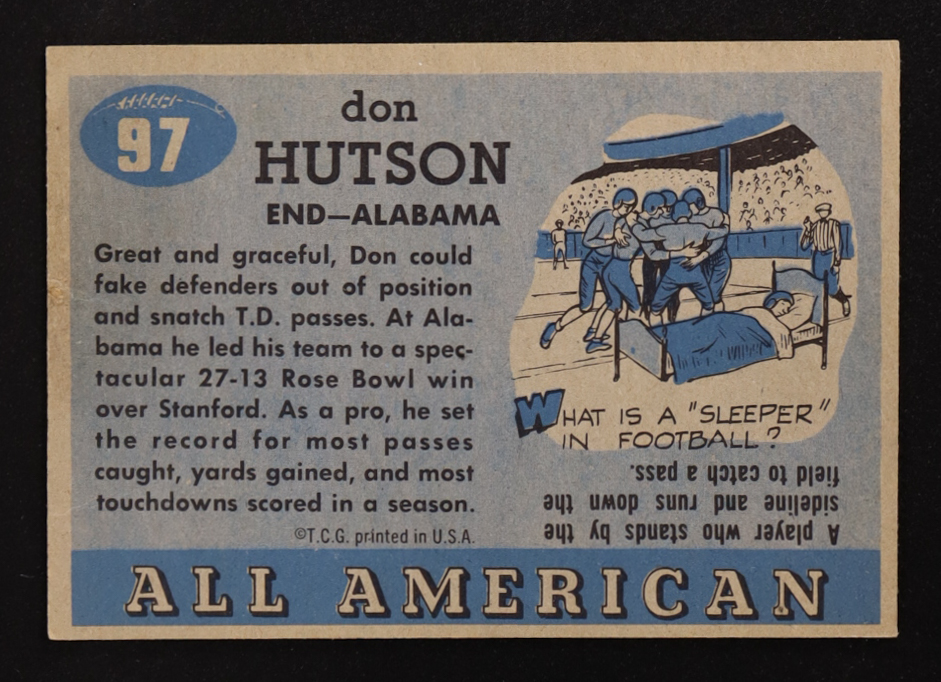 97
don
HUTSON
END—ALABAMA
Great and graceful, Don could
fake defenders out of position
and snatch T.D. passes. At Ala-
bama he led his team to a spec-
tacular 27-13 Rose Bowl win
over Stanford. As a pro, he set
the record for most passes
caught, yards gained, and most
touchdowns scored in a season.
©T.C.G. printed in U.S.A.
WHAT IS A "SLEEPER"
IN FOOTBALL?
A player who stands by the
sideline and runs down the
field to catch a pass.
ALL AMERICAN